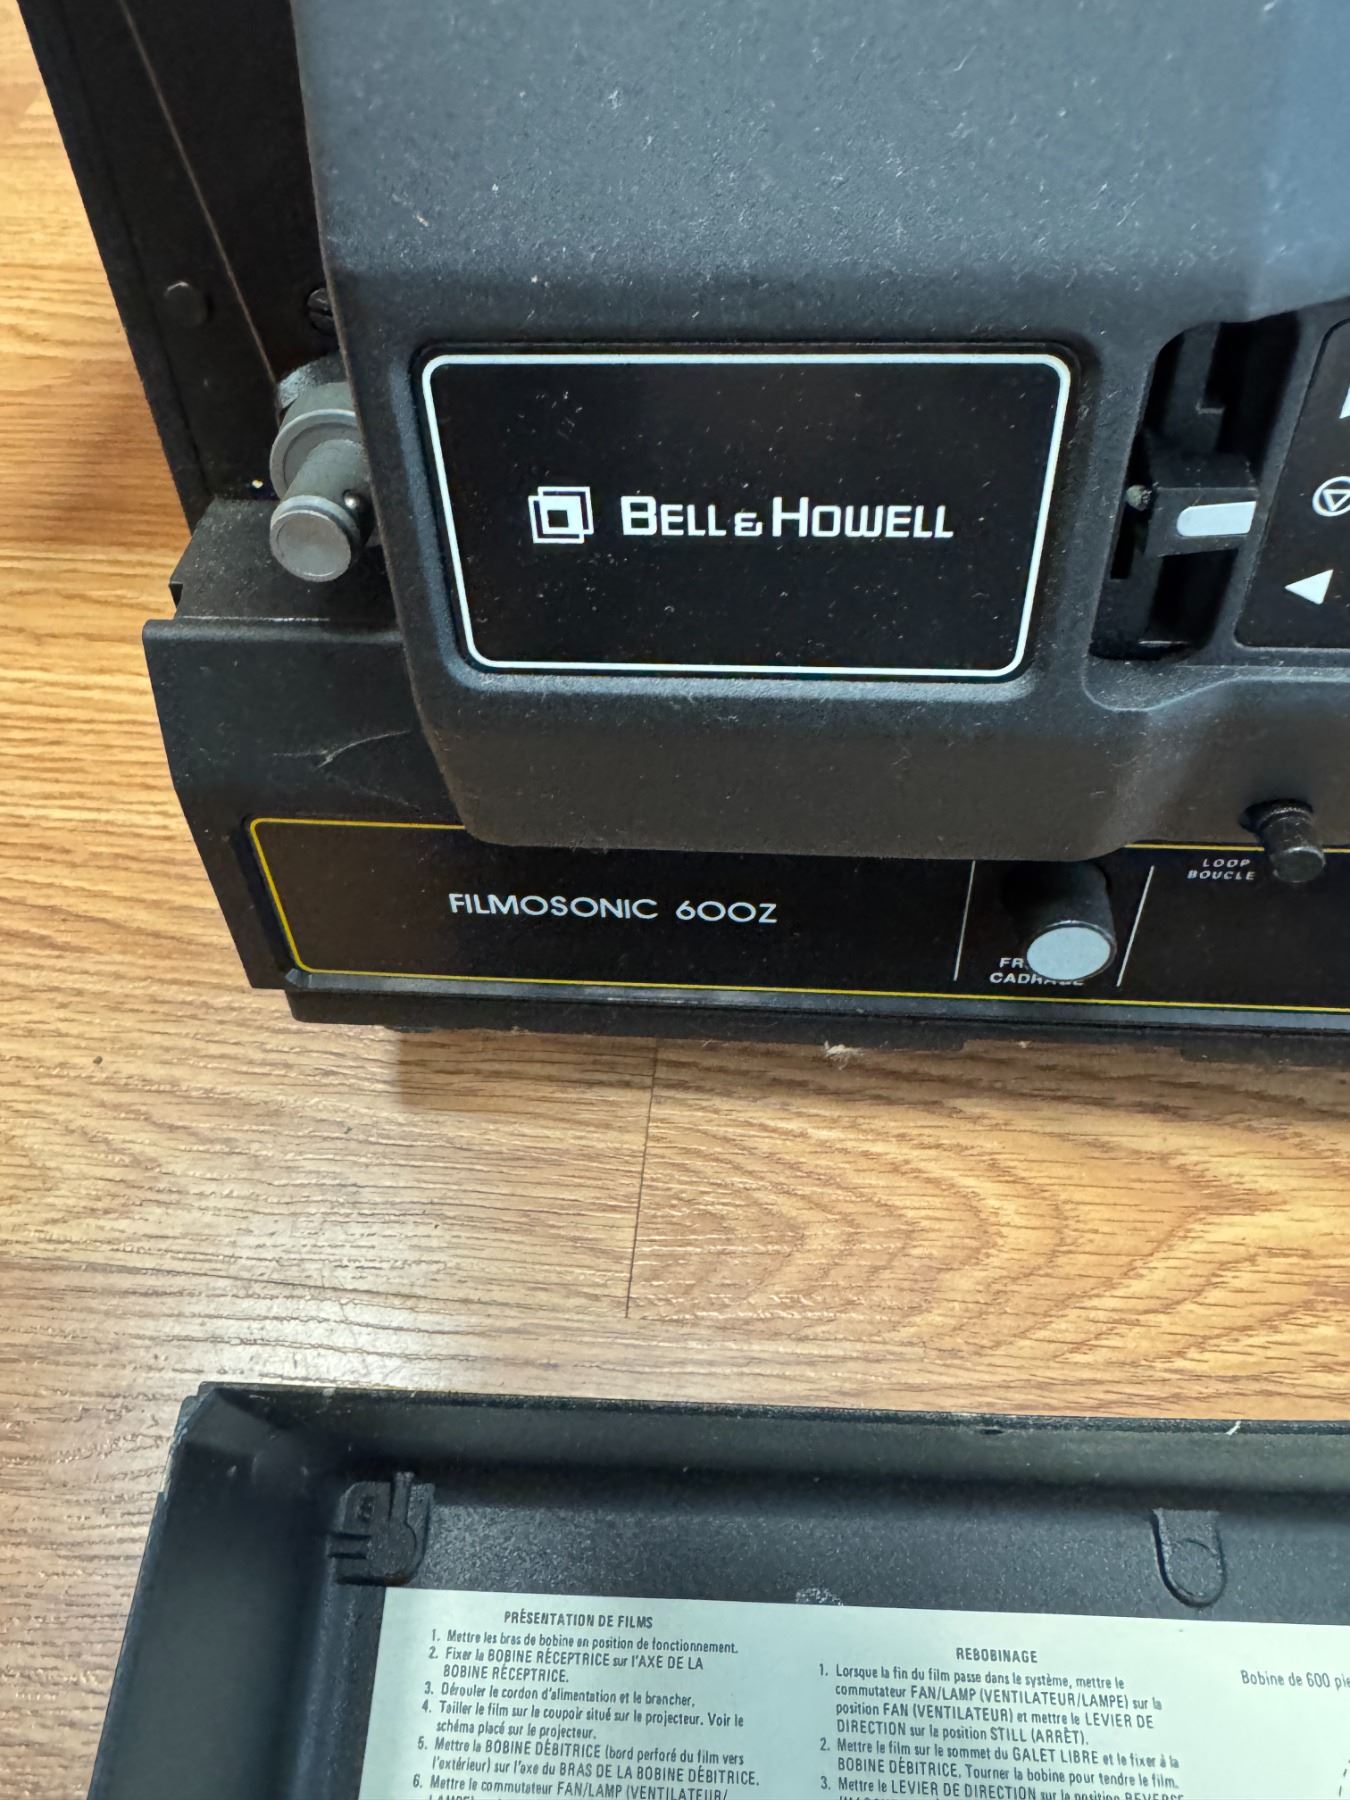 BELL & HOWELL
FILMOSONIC 600Z
LOOP
BOUCLE
PRÉSENTATION DE FILMS
1. Mettre les bras de bobine en position de fonctionnement.
2. Fixer la BOBINE RÉCEPTRICE sur l'AXE DE LA
BOBINE RÉCEPTRICE.
3. Dérouler le cordon d'alimentation et le brancher.
4. Tailler le film sur le coupoir situé sur le projecteur. Voir le
schéma placé sur le projecteur.
5. Mettre la BOBINE DÉBITRICE (bord perforé du film vers
l'extérieur) sur l'axe du BRAS DE LA BOBINE DÉBITRICE.
6. Mettre le commutateur FAN/LAMP (VENTILATEUR/
REBOBINAGE
1. Lorsque la fin du film passe dans le système, mettre le
commutateur FAN/LAMP (VENTILATEUR/LAMPE) sur la
position FAN (VENTILATEUR) et mettre le LEVIER DE
DIRECTION sur la position STILL (ARRÊT).
2. Mettre le film sur le sommet du GALET LIBRE et le fixer à la
BOBINE DÉBITRICE. Tourner la bobine pour tendre le film.
3. Mettre le LEVIER DE DIRECTION sur la position REVERSE
Bobine de 600